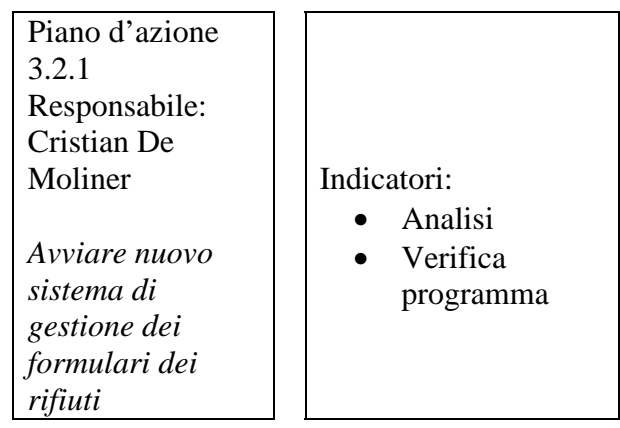 Piano d’azione
3.2.1
Responsabile:
Cristian De
Moliner
Avviare nuovo
sistema di
gestione dei
formulari dei
rifiuti
Indicatori:
• Analisi
• Verifica
programma